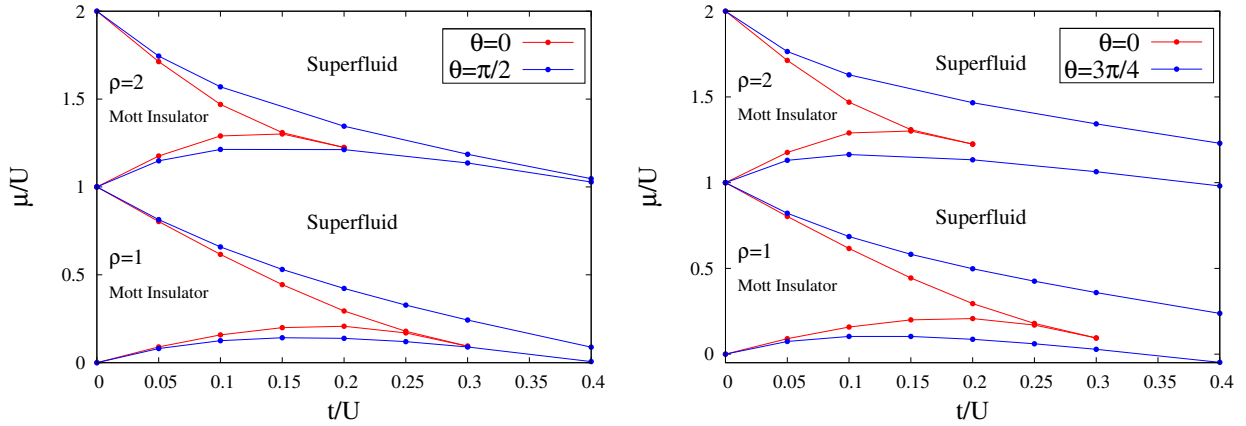 2
θ=0
θ=π/2
Superfluid
ρ=2
Mott Insulator
1.5
1
μ/U
Superfluid
ρ=1
Mott Insulator
0.5
0
0 0.05 0.1 0.15 0.2 0.25 0.3 0.35 0.4
t/U
2
θ=0
θ=3π/4
Superfluid
ρ=2
Mott Insulator
1.5
1
μ/U
Superfluid
ρ=1
Mott Insulator
0.5
0
0 0.05 0.1 0.15 0.2 0.25 0.3 0.35 0.4
t/U